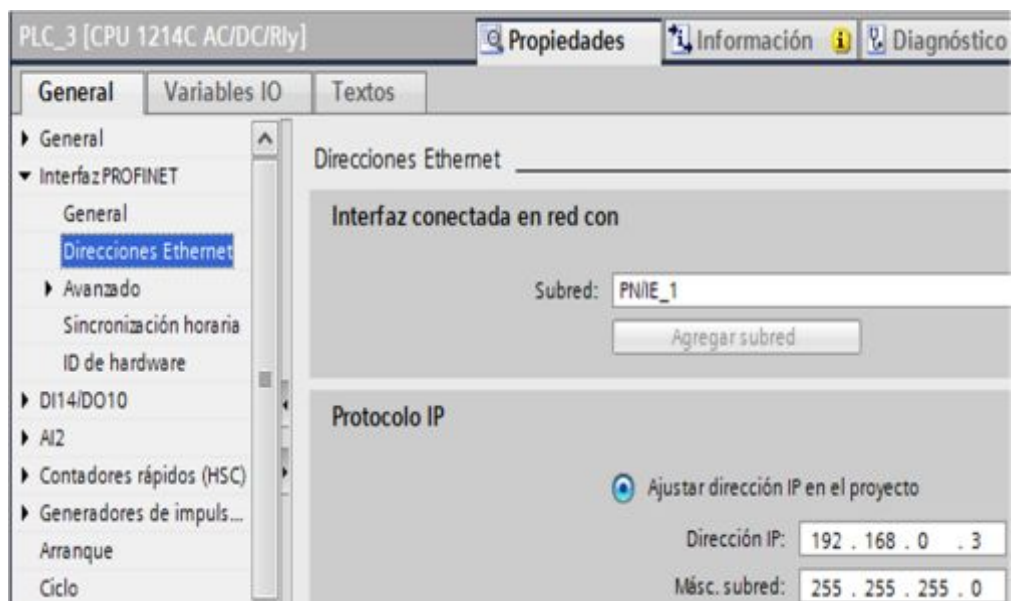 PLC_3 [CPU 1214C AC/DC/Rly]
Propiedades
Información
Diagnóstico
General
Variables IO
Textos
General
Interfaz PROFINET
General
Direcciones Ethernet
Avanzado
Sincronización horaria
ID de hardware
DI14/DO10
AI2
Contadores rápidos (HSC)
Generadores de impuls...
Arranque
Ciclo
Direcciones Ethernet
Interfaz conectada en red con
Subred: PN/IE_1
Agregar subred
Protocolo IP
Ajustar dirección IP en el proyecto
Dirección IP: 192 . 168 . 0 . 3
Másc. subred: 255 . 255 . 255 . 0